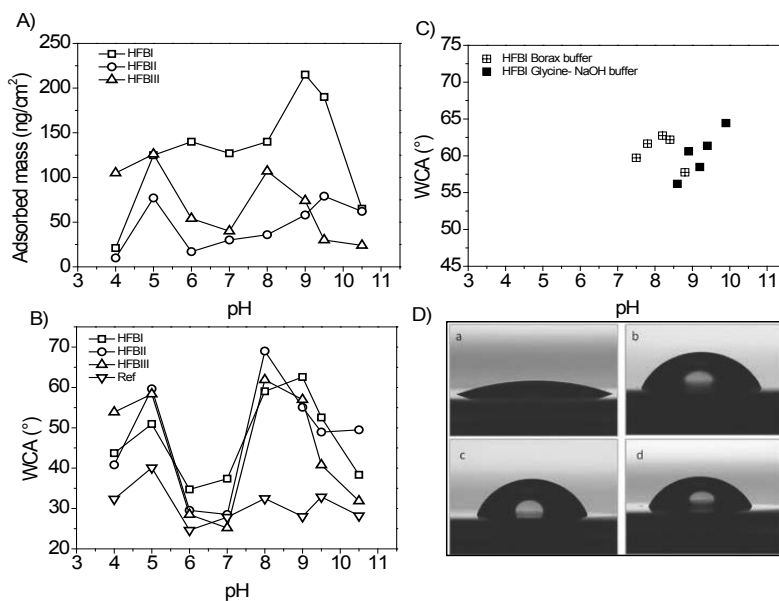 A)
250
200
150
100
50
0
HFBI
HFBII
HFBIII
Adsorbed mass (ng/cm²)
3 4 5 6 7 8 9 10 11
pH
B)
70
60
50
40
30
20
HFBI
HFBII
HFBIII
Ref
WCA (°)
3 4 5 6 7 8 9 10 11
pH
C)
75
70
65
60
55
50
45
HFBI Borax buffer
HFBI Glycine- NaOH buffer
WCA (°)
3 4 5 6 7 8 9 10 11
pH
D)
a
b
c
d